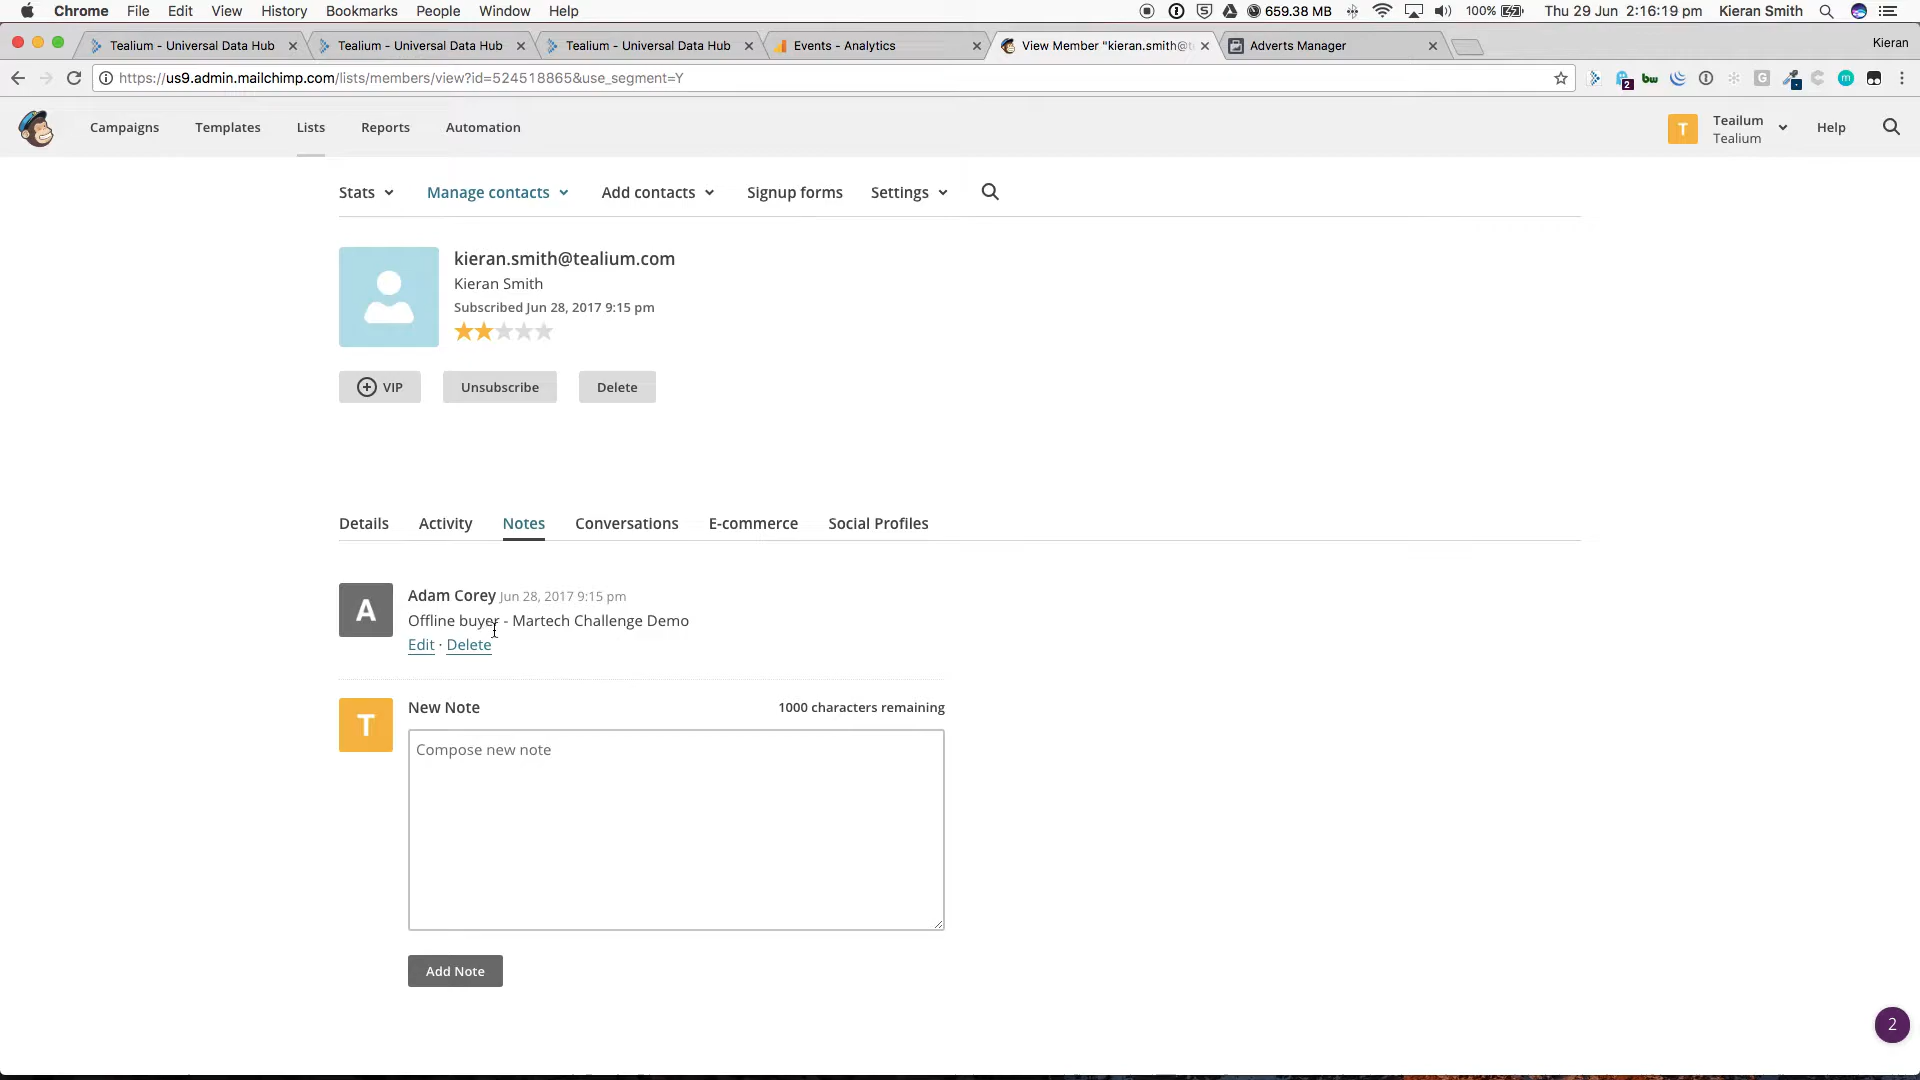 Chrome File Edit View History Bookmarks People Window Help 659.38 MB 100% Thu 29 Jun 2:16:19 pm Kieran Smith
Tealium - Universal Data Hub Tealium - Universal Data Hub Tealium - Universal Data Hub Events - Analytics View Member "kieran.smith@t Adverts Manager Kieran
https://us9.admin.mailchimp.com/lists/members/view?id=524518865&use_segment=Y
Campaigns Templates Lists Reports Automation T Teailum Help
Tealium
Stats Manage contacts Add contacts Signup forms Settings
kieran.smith@tealium.com
Kieran Smith
Subscribed Jun 28, 2017 9:15 pm
VIP Unsubscribe Delete
Details Activity Notes Conversations E-commerce Social Profiles
A
Adam Corey Jun 28, 2017 9:15 pm
Offline buyer - Martech Challenge Demo
Edit · Delete
T
New Note 1000 characters remaining
Compose new note
Add Note
2